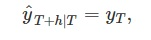 ŷ_{T+h|T} = y_T,